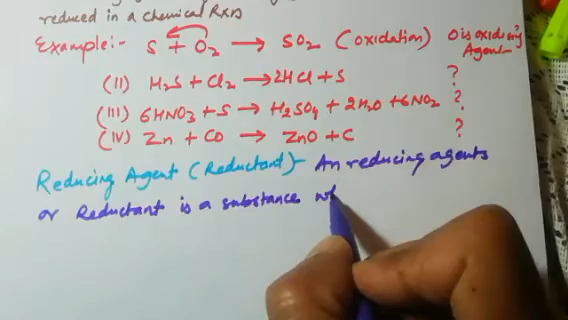 reduced in a chemical Rxns
Example:- S + O2 → SO2 (oxidation) O is oxidising Agent
(II) H2S + Cl2 → 2HCl + S ?
(III) 6HNO3 + S → H2SO4 + 2H2O + 6NO2 ?
(IV) Zn + CO → ZnO + C ?
Reducing Agent (Reductant)- An reducing agents
or Reductant is a substance